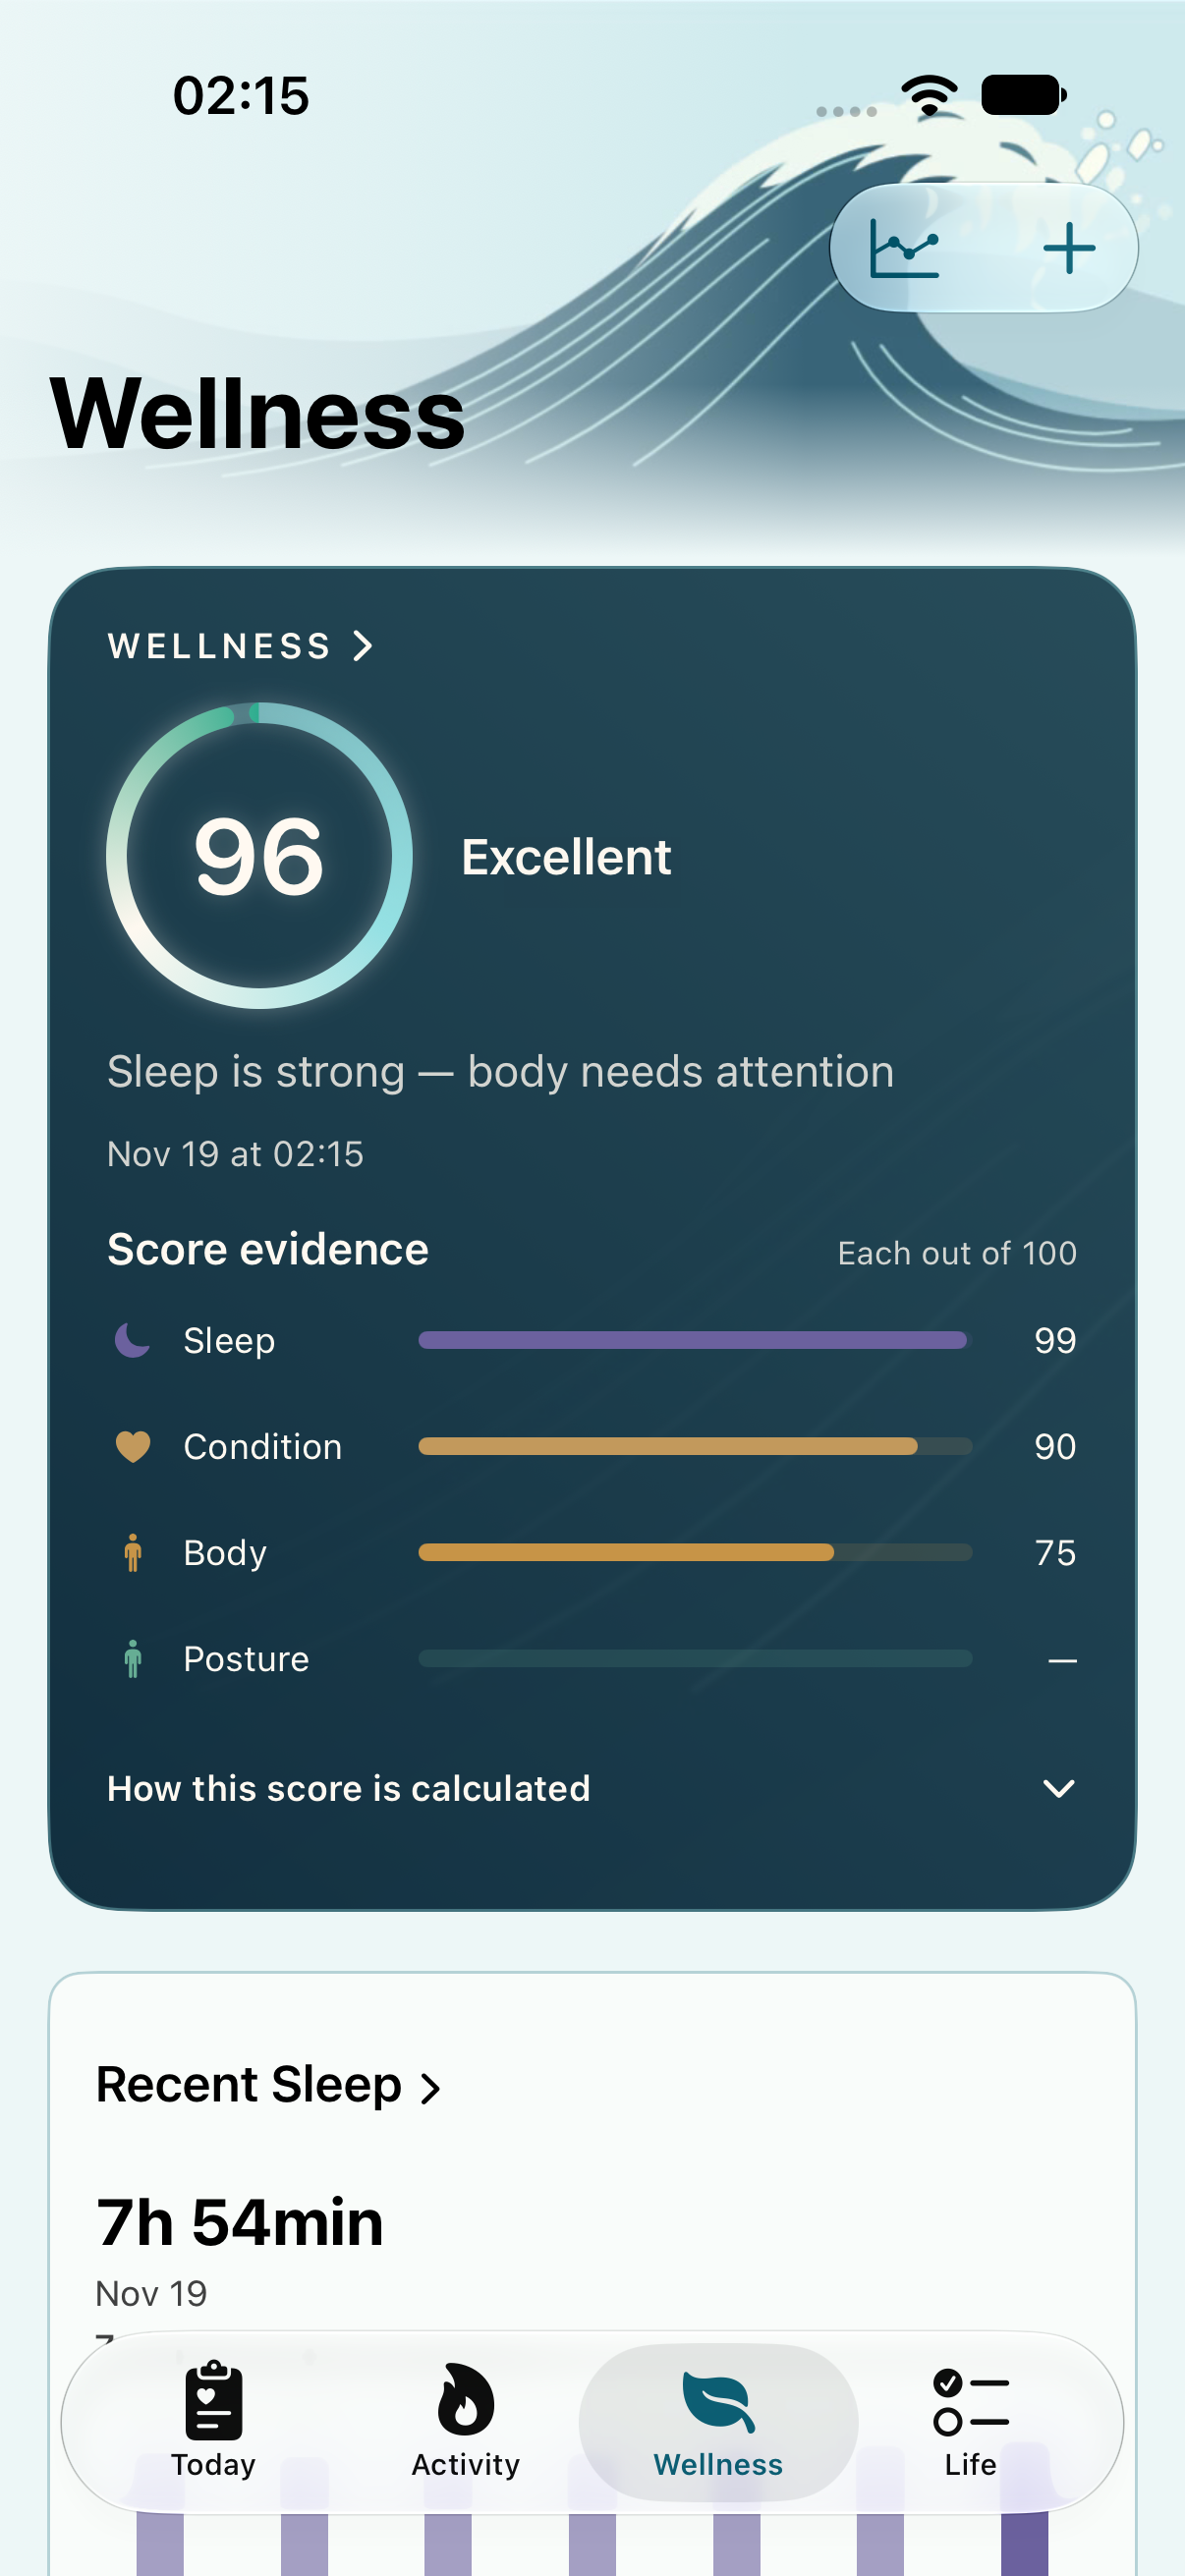 02:15
Wellness
WELLNESS
96
Excellent
Sleep is strong — body needs attention
Nov 19 at 02:15
Score evidence
Each out of 100
Sleep
99
Condition
90
Body
75
Posture
—
How this score is calculated
Recent Sleep
7h 54min
Nov 19
Today
Activity
Wellness
Life